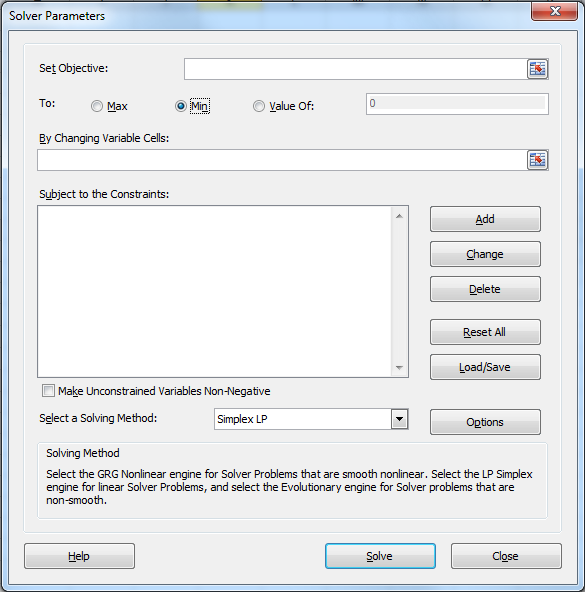 Solver Parameters
Set Objective:
To: Max Min Value Of: 0
By Changing Variable Cells:
Subject to the Constraints:
Add
Change
Delete
Reset All
Load/Save
Make Unconstrained Variables Non-Negative
Select a Solving Method: Simplex LP Options
Solving Method
Select the GRG Nonlinear engine for Solver Problems that are smooth nonlinear. Select the LP Simplex
engine for linear Solver Problems, and select the Evolutionary engine for Solver problems that are
non-smooth.
Help Solve Close